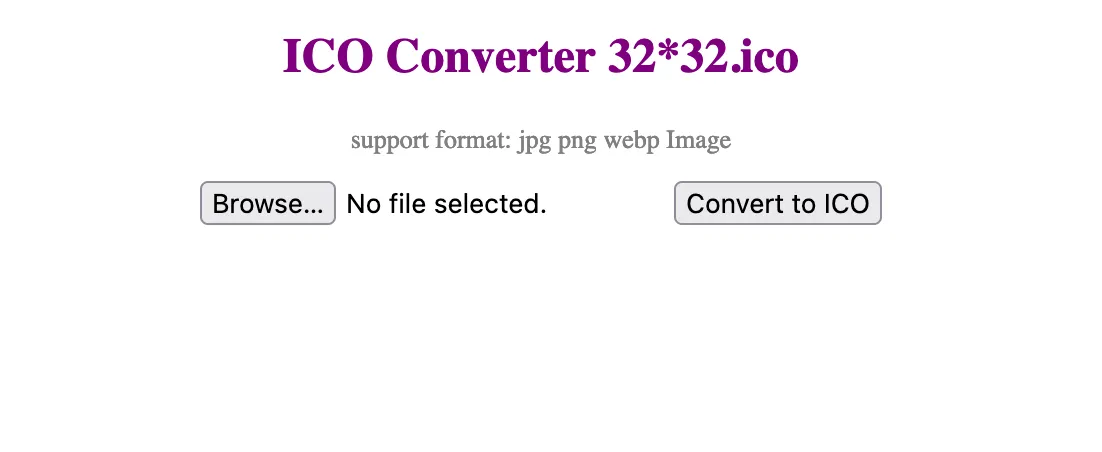 ICO Converter 32*32.ico
support format: jpg png webp Image
Browse... No file selected. Convert to ICO